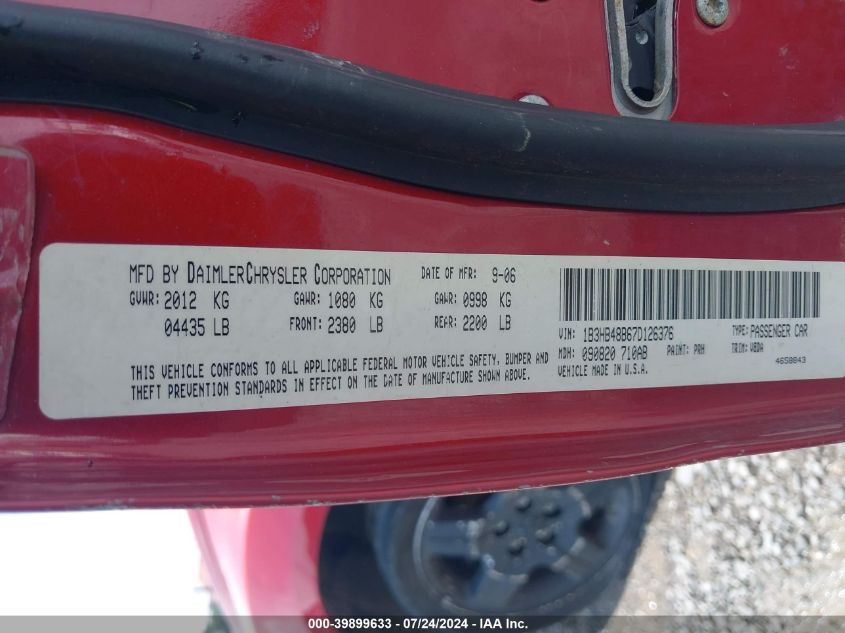 MFD BY DAIMLERCHRYSLER CORPORATION DATE OF MFR: 9-06
GVWR: 2012 KG GAWR: 1080 KG GAWR: 0998 KG
04435 LB FRONT: 2380 LB REAR: 2200 LB
THIS VEHICLE CONFORMS TO ALL APPLICABLE FEDERAL MOTOR VEHICLE SAFETY, BUMPER AND
THEFT PREVENTION STANDARDS IN EFFECT ON THE DATE OF MANUFACTURE SHOWN ABOVE.
VIN: 1B3HB48B67D126376 TYPE: PASSENGER CAR
MDH: 090820 710AB PAINT: PRH TRIM: VBDA
VEHICLE MADE IN U.S.A. 4658843
000-39899633 / 07/24/2024 - IAA Inc.